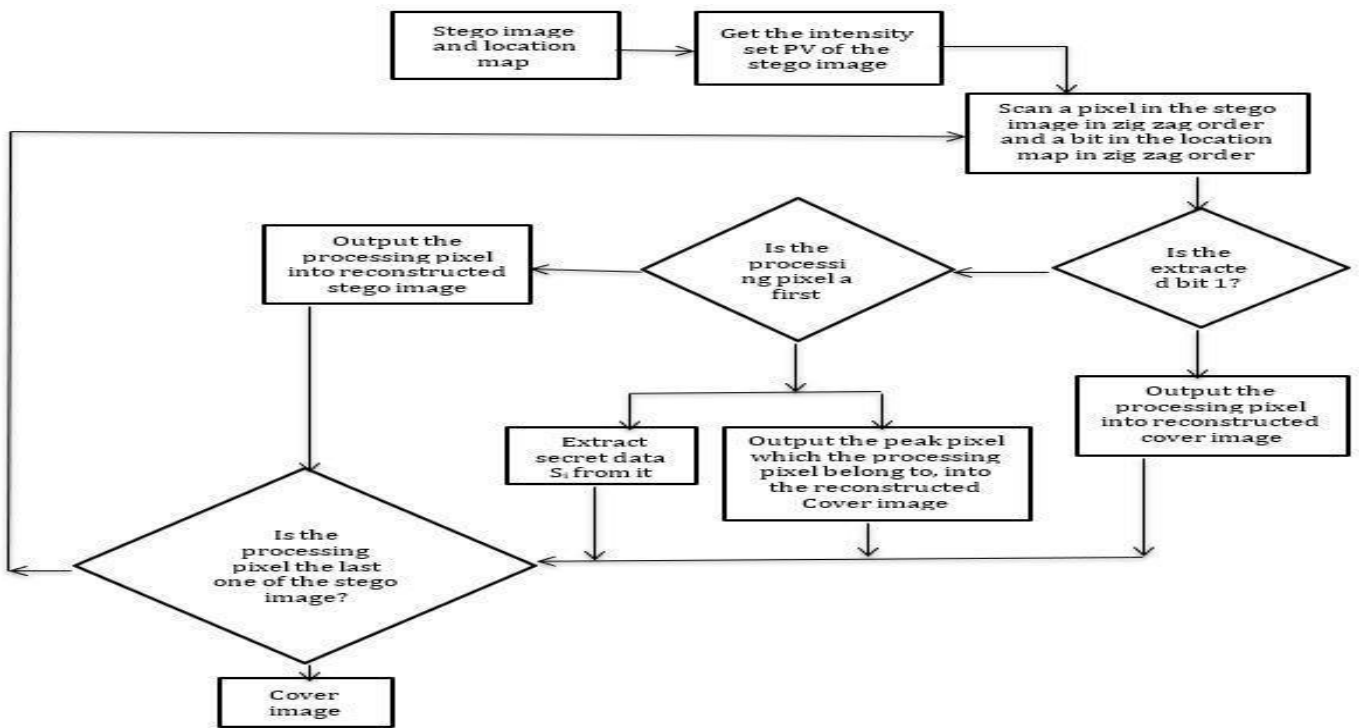 Stego image
and location
map
Get the intensity
set PV of the
stego image
Scan a pixel in the stego
image in zig zag order
and a bit in the location
map in zig zag order
Output the
processing pixel
into reconstructed
stego image
Is the
processi
ng pixel a
first
Is the
extracte
d bit 1?
Extract
secret data
Sᵢ from it
Output the peak pixel
which the processing
pixel belong to, into
the reconstructed
Cover image
Output the
processing pixel
into reconstructed
cover image
Is the
processing
pixel the last
one of the stego
image?
Cover
image